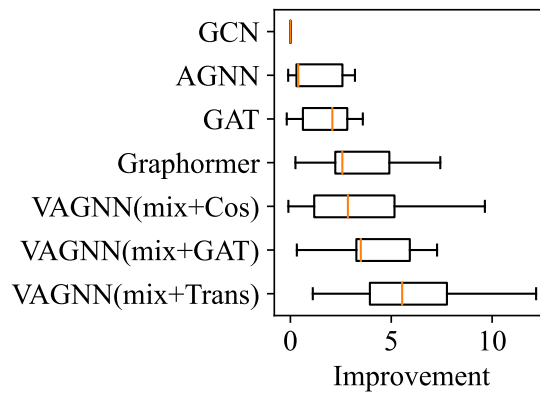 GCN
AGNN
GAT
Graphormer
VAGNN(mix+Cos)
VAGNN(mix+GAT)
VAGNN(mix+Trans)
0 5 10
Improvement